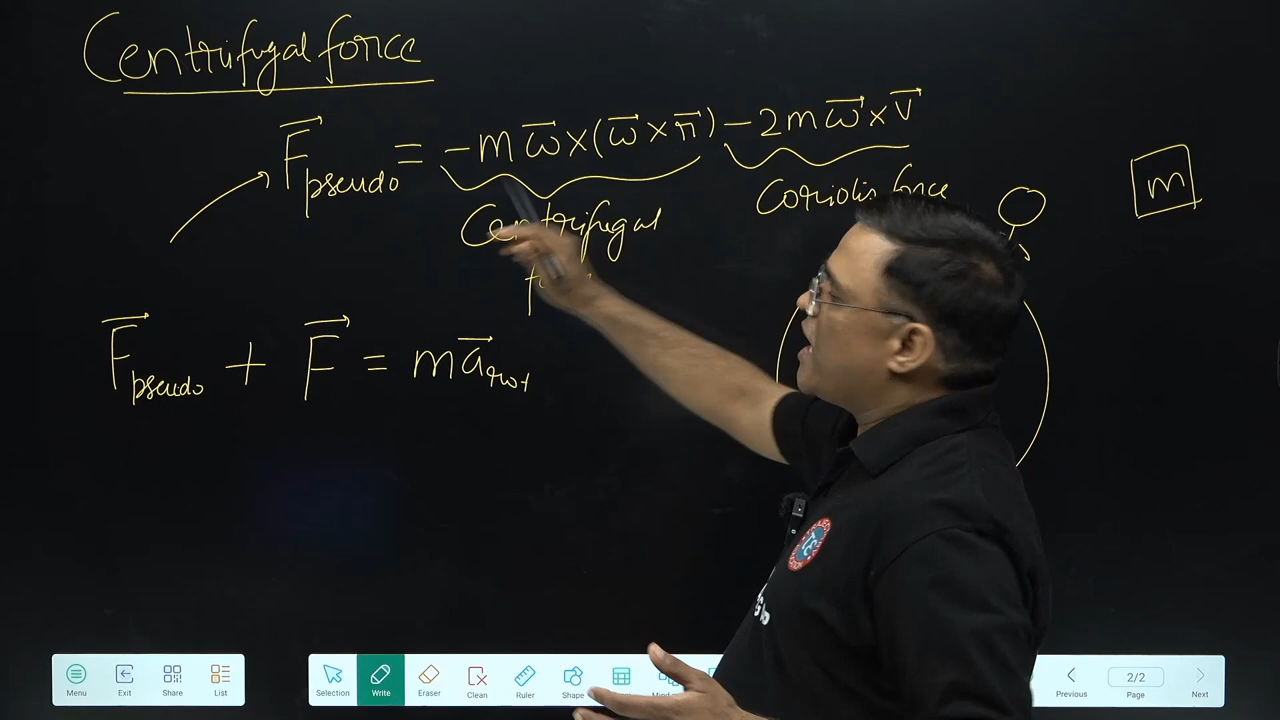 Centrifugal force
F⃗pseudo = -m ω⃗ × (ω⃗ × r⃗) - 2m ω⃗ × v⃗
Centrifugal
Coriolis force
m
F⃗pseudo + F⃗ = m a⃗rot
Menu
Exit
Share
List
Selection
Write
Eraser
Clean
Ruler
Shape
Previous
2/2
Page
Next